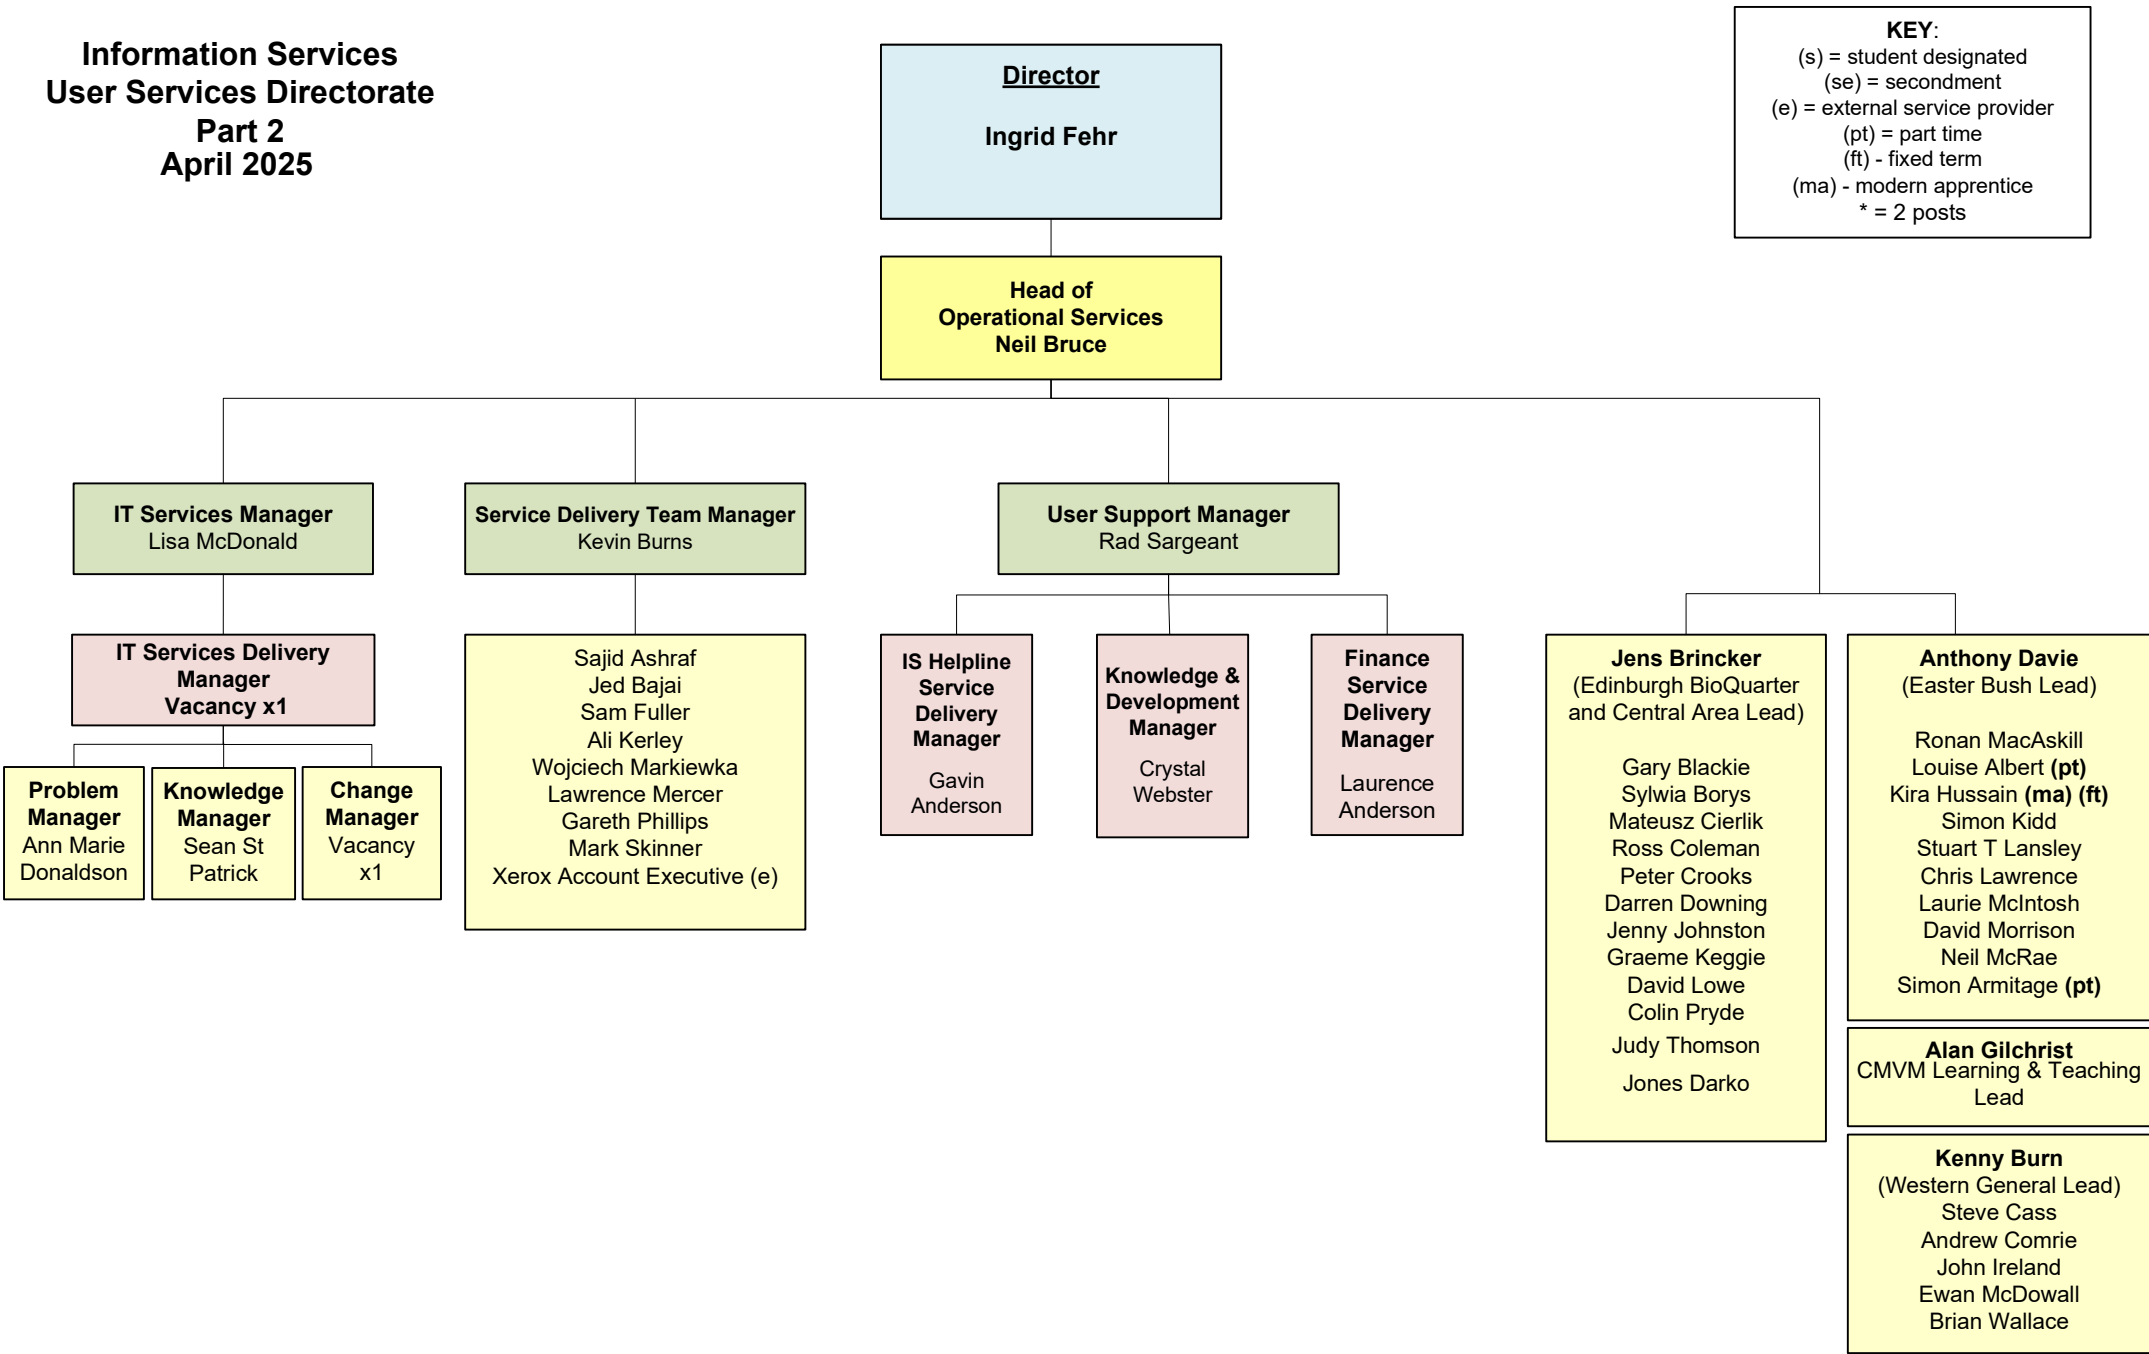 Information Services
User Services Directorate
Part 2
April 2025
Director
Ingrid Fehr
KEY:
(s) = student designated
(se) = secondment
(e) = external service provider
(pt) = part time
(ft) - fixed term
(ma) - modern apprentice
* = 2 posts
Head of
Operational Services
Neil Bruce
IT Services Manager
Lisa McDonald
Service Delivery Team Manager
Kevin Burns
User Support Manager
Rad Sargeant
IT Services Delivery
Manager
Vacancy x1
Problem
Manager
Ann Marie
Donaldson
Knowledge
Manager
Sean St
Patrick
Change
Manager
Vacancy
x1
Sajid Ashraf
Jed Bajai
Sam Fuller
Ali Kerley
Wojciech Markiewka
Lawrence Mercer
Gareth Phillips
Mark Skinner
Xerox Account Executive (e)
IS Helpline
Service
Delivery
Manager
Gavin
Anderson
Knowledge &
Development
Manager
Crystal
Webster
Finance
Service
Delivery
Manager
Laurence
Anderson
Jens Brincker
(Edinburgh BioQuarter
and Central Area Lead)
Gary Blackie
Sylwia Borys
Mateusz Cierlik
Ross Coleman
Peter Crooks
Darren Downing
Jenny Johnston
Graeme Keggie
David Lowe
Colin Pryde
Judy Thomson
Jones Darko
Anthony Davie
(Easter Bush Lead)
Ronan MacAskill
Louise Albert (pt)
Kira Hussain (ma) (ft)
Simon Kidd
Stuart T Lansley
Chris Lawrence
Laurie McIntosh
David Morrison
Neil McRae
Simon Armitage (pt)
Alan Gilchrist
CMVM Learning & Teaching
Lead
Kenny Burn
(Western General Lead)
Steve Cass
Andrew Comrie
John Ireland
Ewan McDowall
Brian Wallace